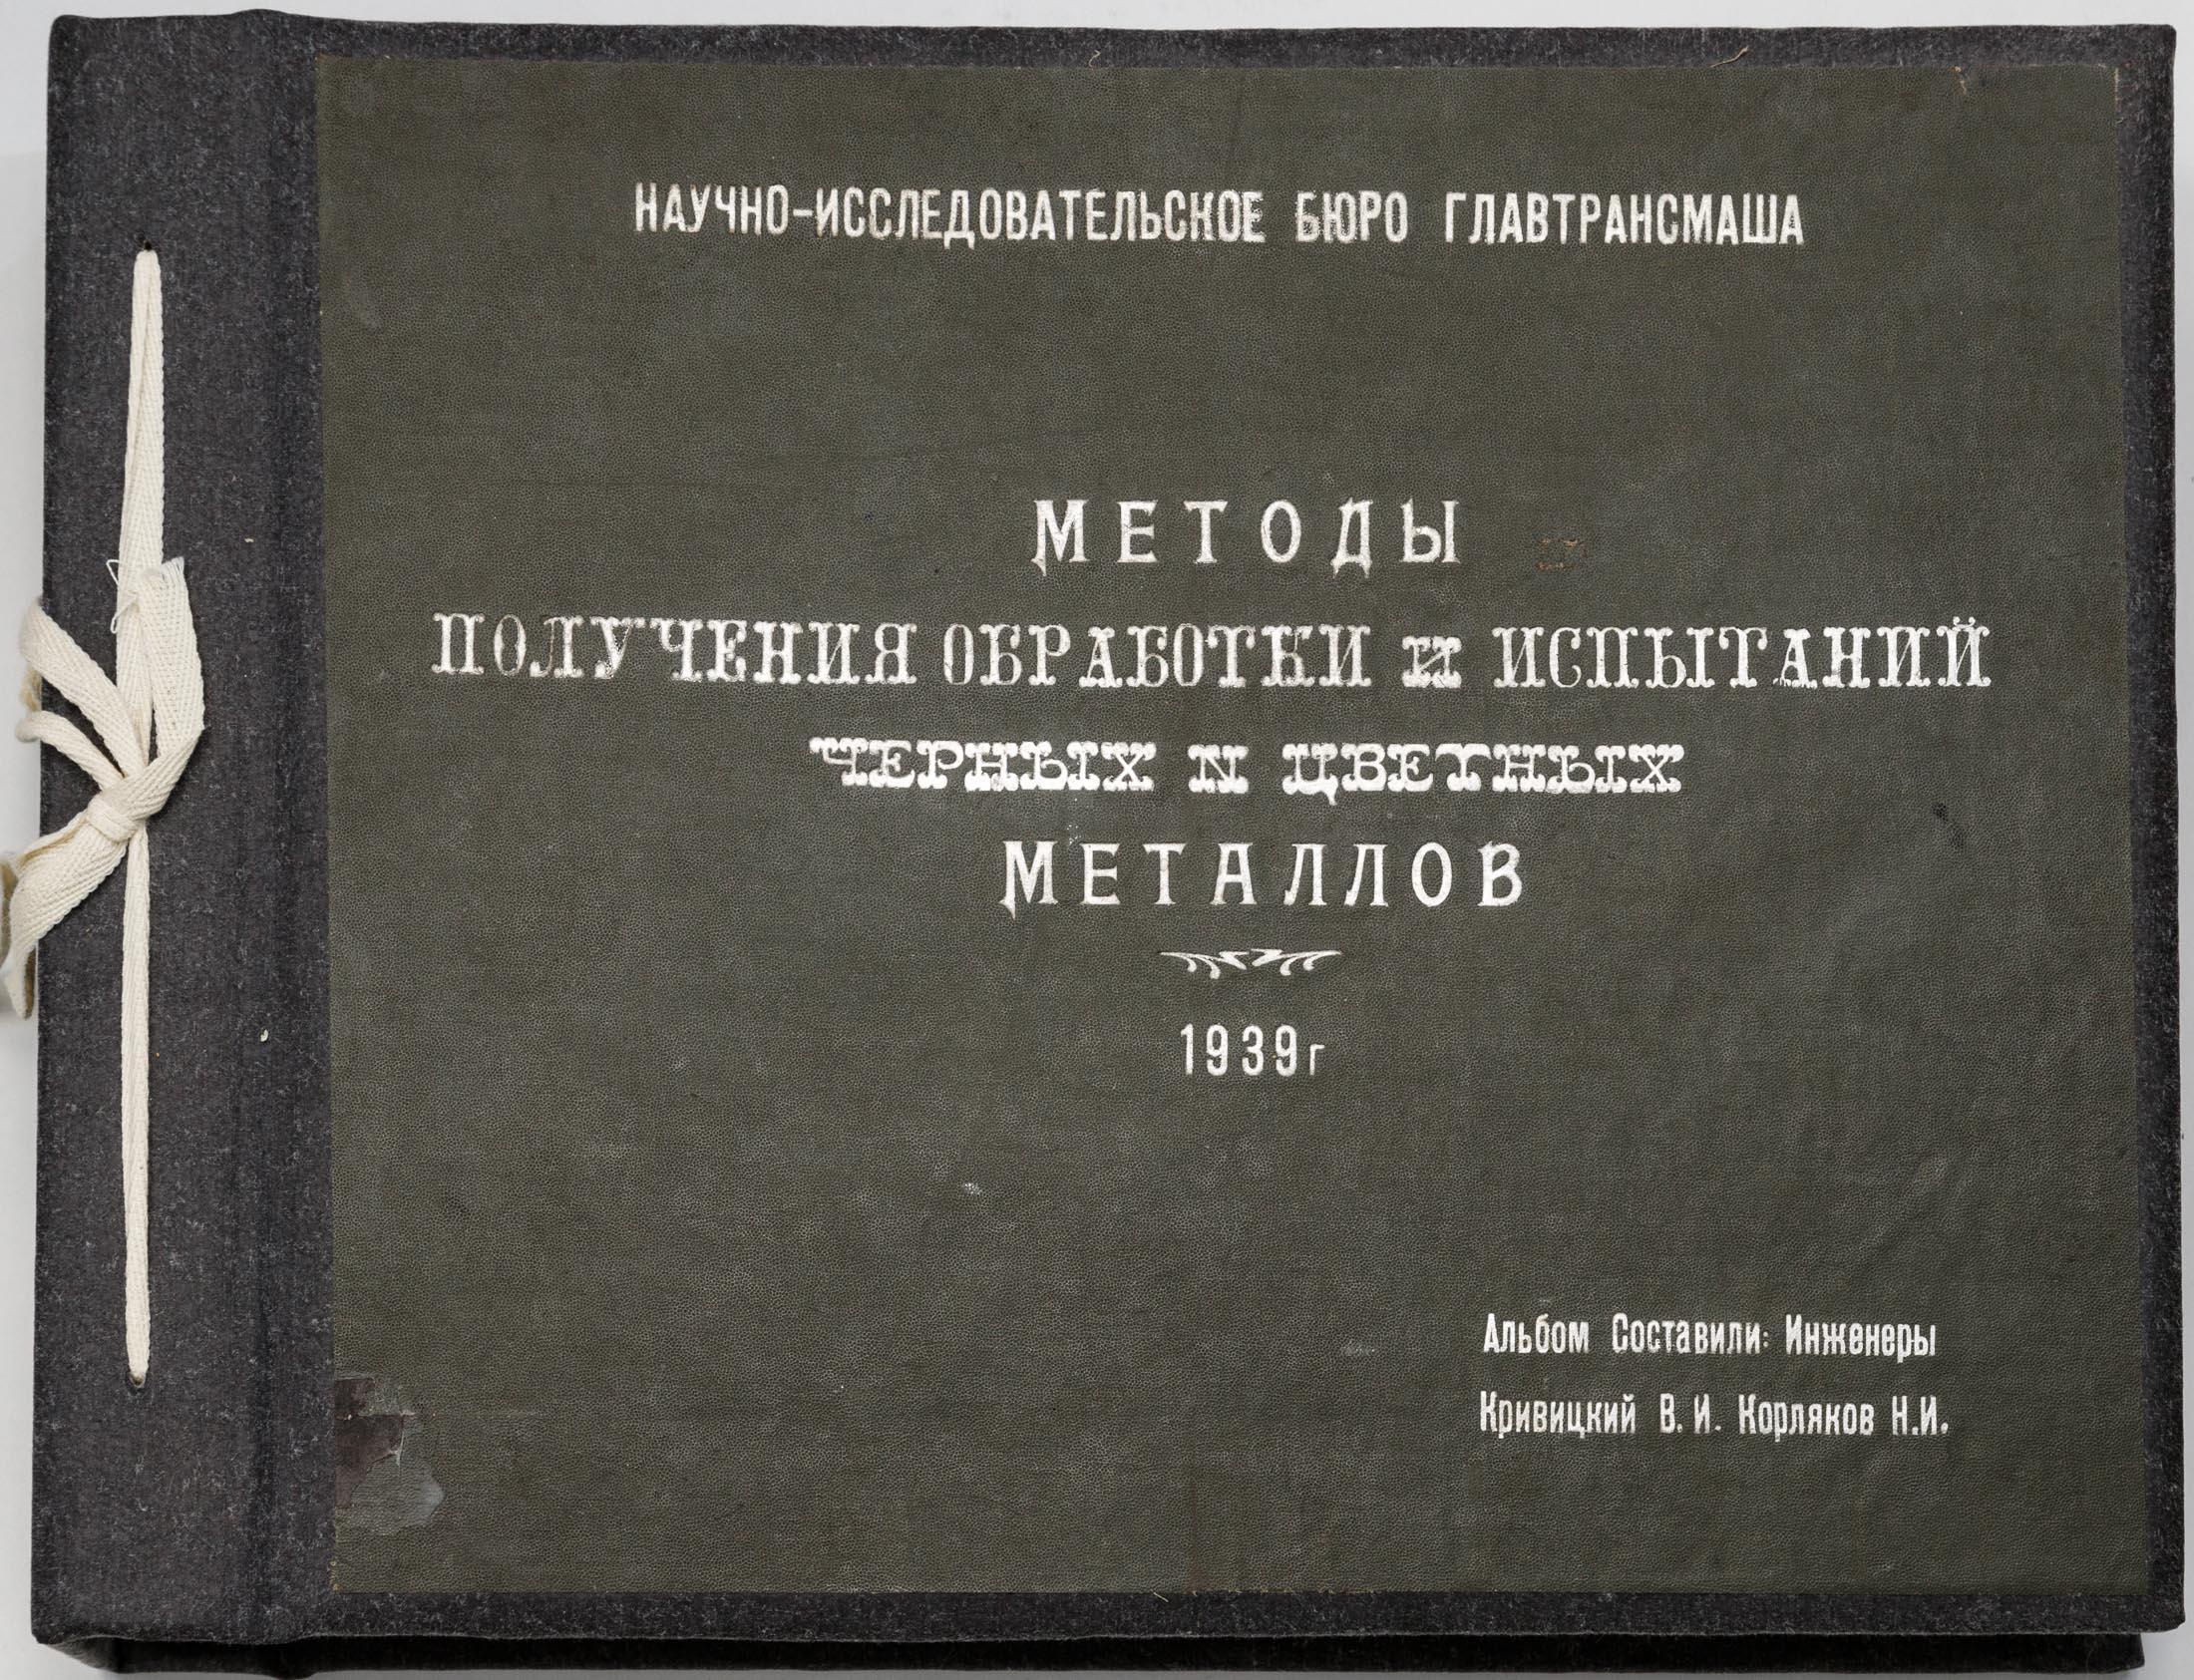 НАУЧНО-ИССЛЕДОВАТЕЛЬСКОЕ БЮРО ГЛАВТРАНСМАША
МЕТОДЫ
ПОЛУЧЕНИЯ ОБРАБОТКИ И ИСПЫТАНИЙ
ЧЕРНЫХ И ЦВЕТНЫХ
МЕТАЛЛОВ
1939г
Альбом Составили: Инженеры
Кривицкий В.И. Корляков Н.И.